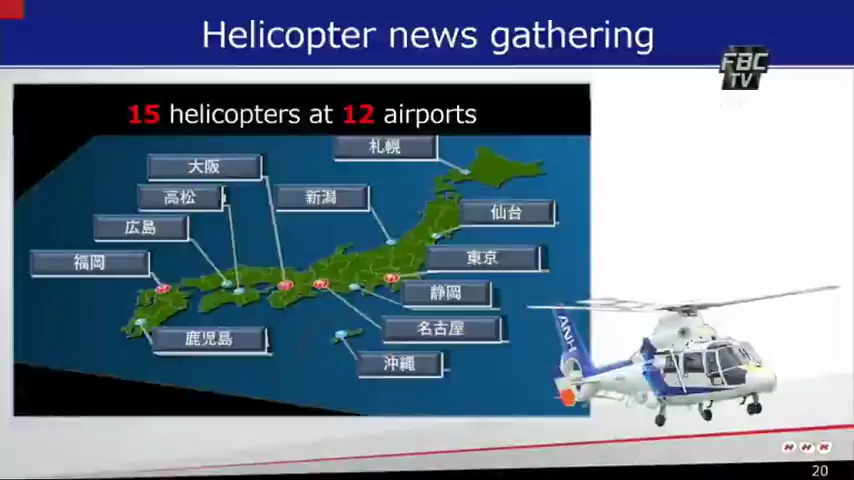 Helicopter news gathering
FBC
TV
15 helicopters at 12 airports
札幌
大阪
高松
新潟
広島
仙台
福岡
東京
静岡
鹿児島
名古屋
沖縄
NHK
NHK
20